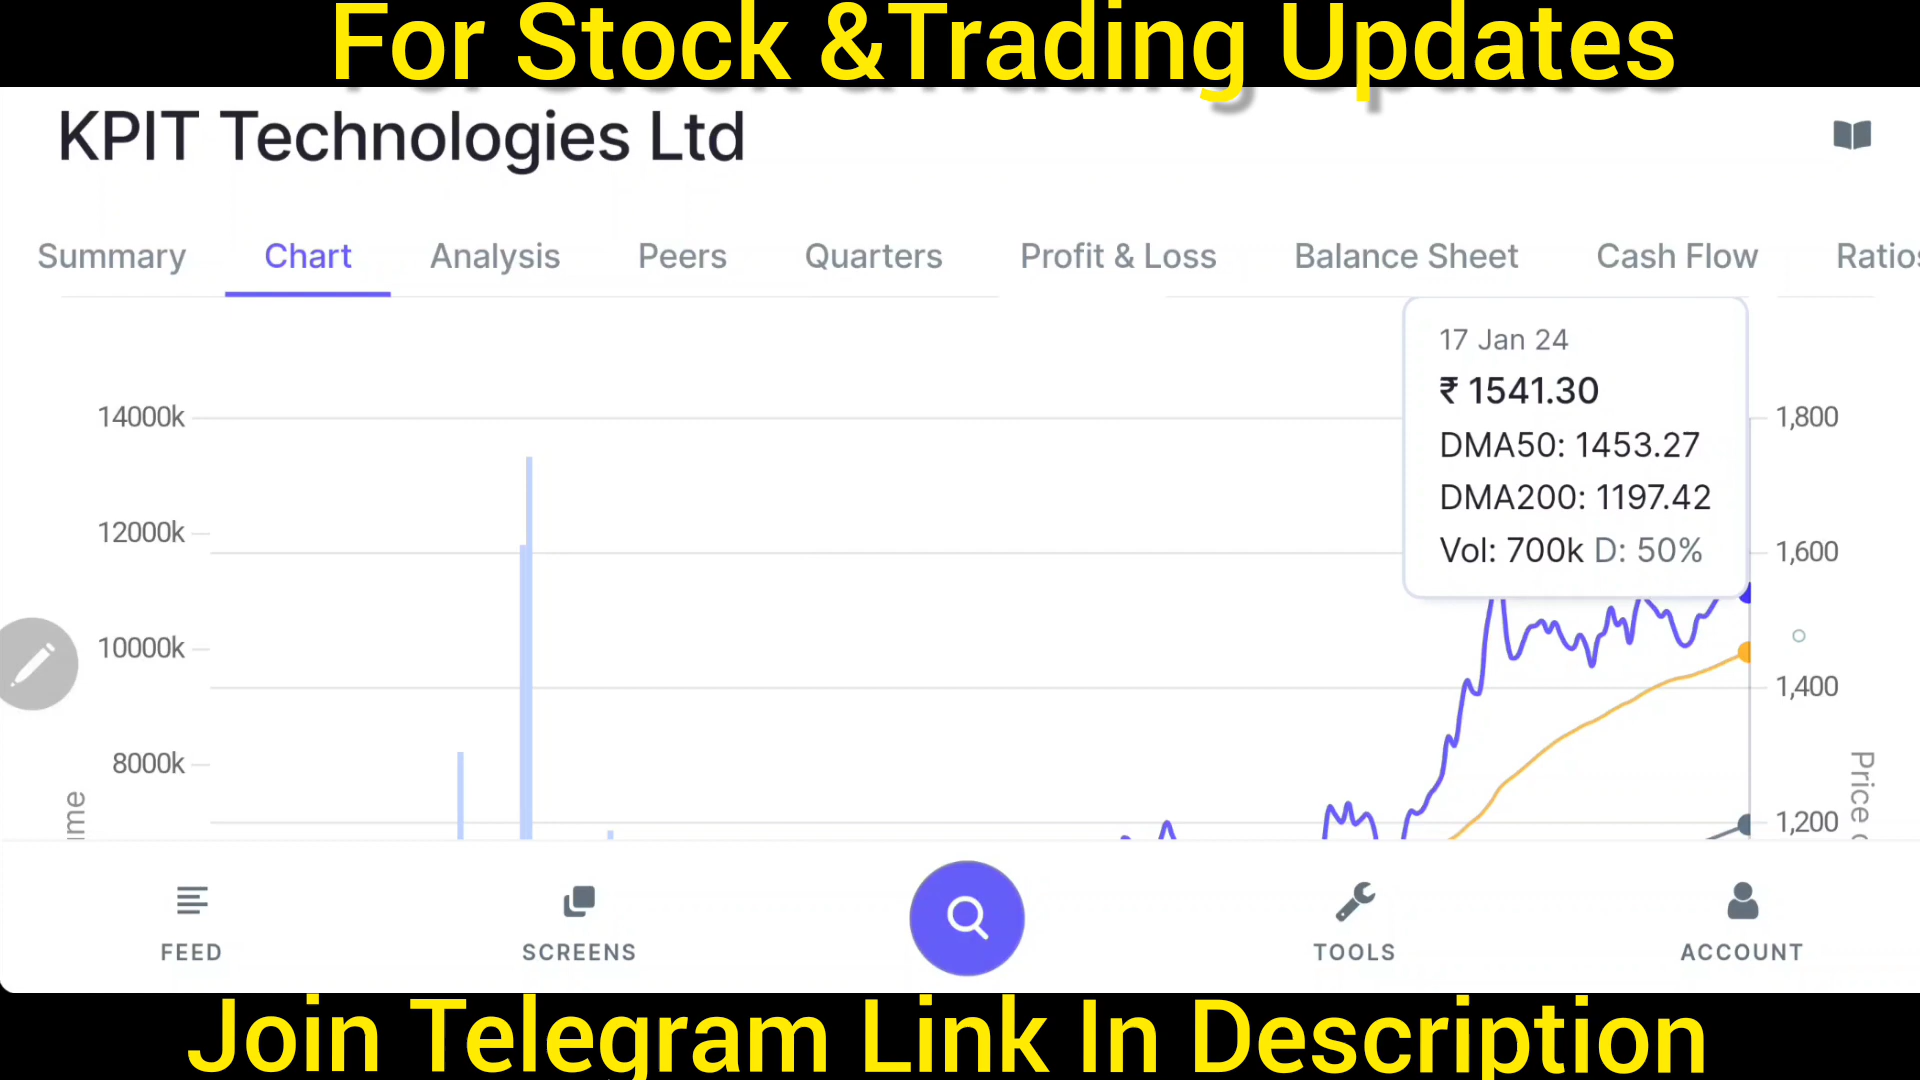 For Stock &Trading Updates
KPIT Technologies Ltd
Summary Chart Analysis Peers Quarters Profit & Loss Balance Sheet Cash Flow Ratios
17 Jan 24
₹ 1541.30
DMA50: 1453.27
DMA200: 1197.42
Vol: 700k D: 50%
14000k
12000k
10000k
8000k
1,800
1,600
1,400
1,200
Price
FEED SCREENS TOOLS ACCOUNT
Join Telegram Link In Description